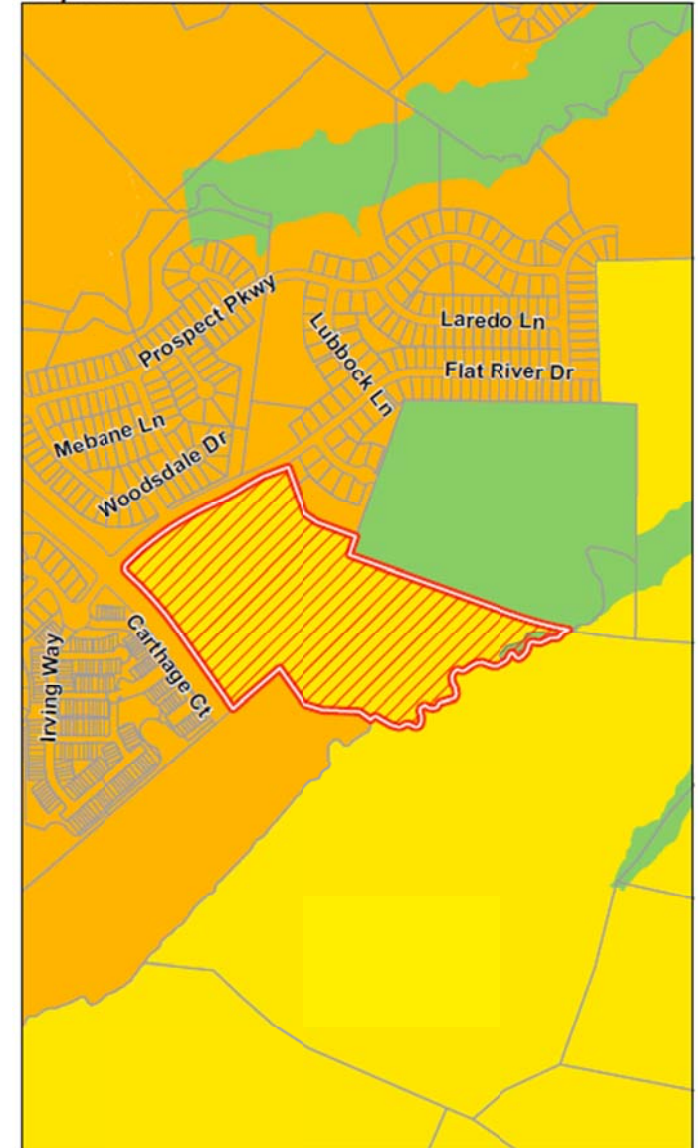 Laredo Ln
Prospect Pkwy
Lubbock Ln
Flat River Dr
Mebane Ln
Woodsdale Dr
Carthage Ct
Irving Way